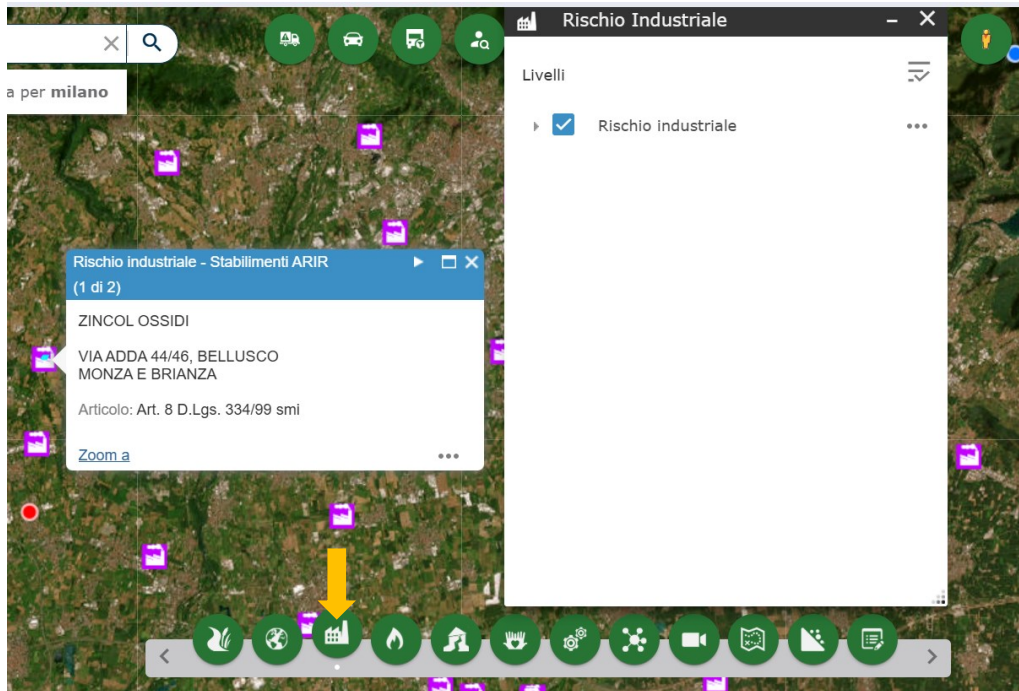 Rischio Industriale
a per milano
Livelli
Rischio industriale
Rischio industriale - Stabilimenti ARIR
(1 di 2)
ZINCOL OSSIDI
VIA ADDA 44/46, BELLUSCO
MONZA E BRIANZA
Articolo: Art. 8 D.Lgs. 334/99 smi
Zoom a